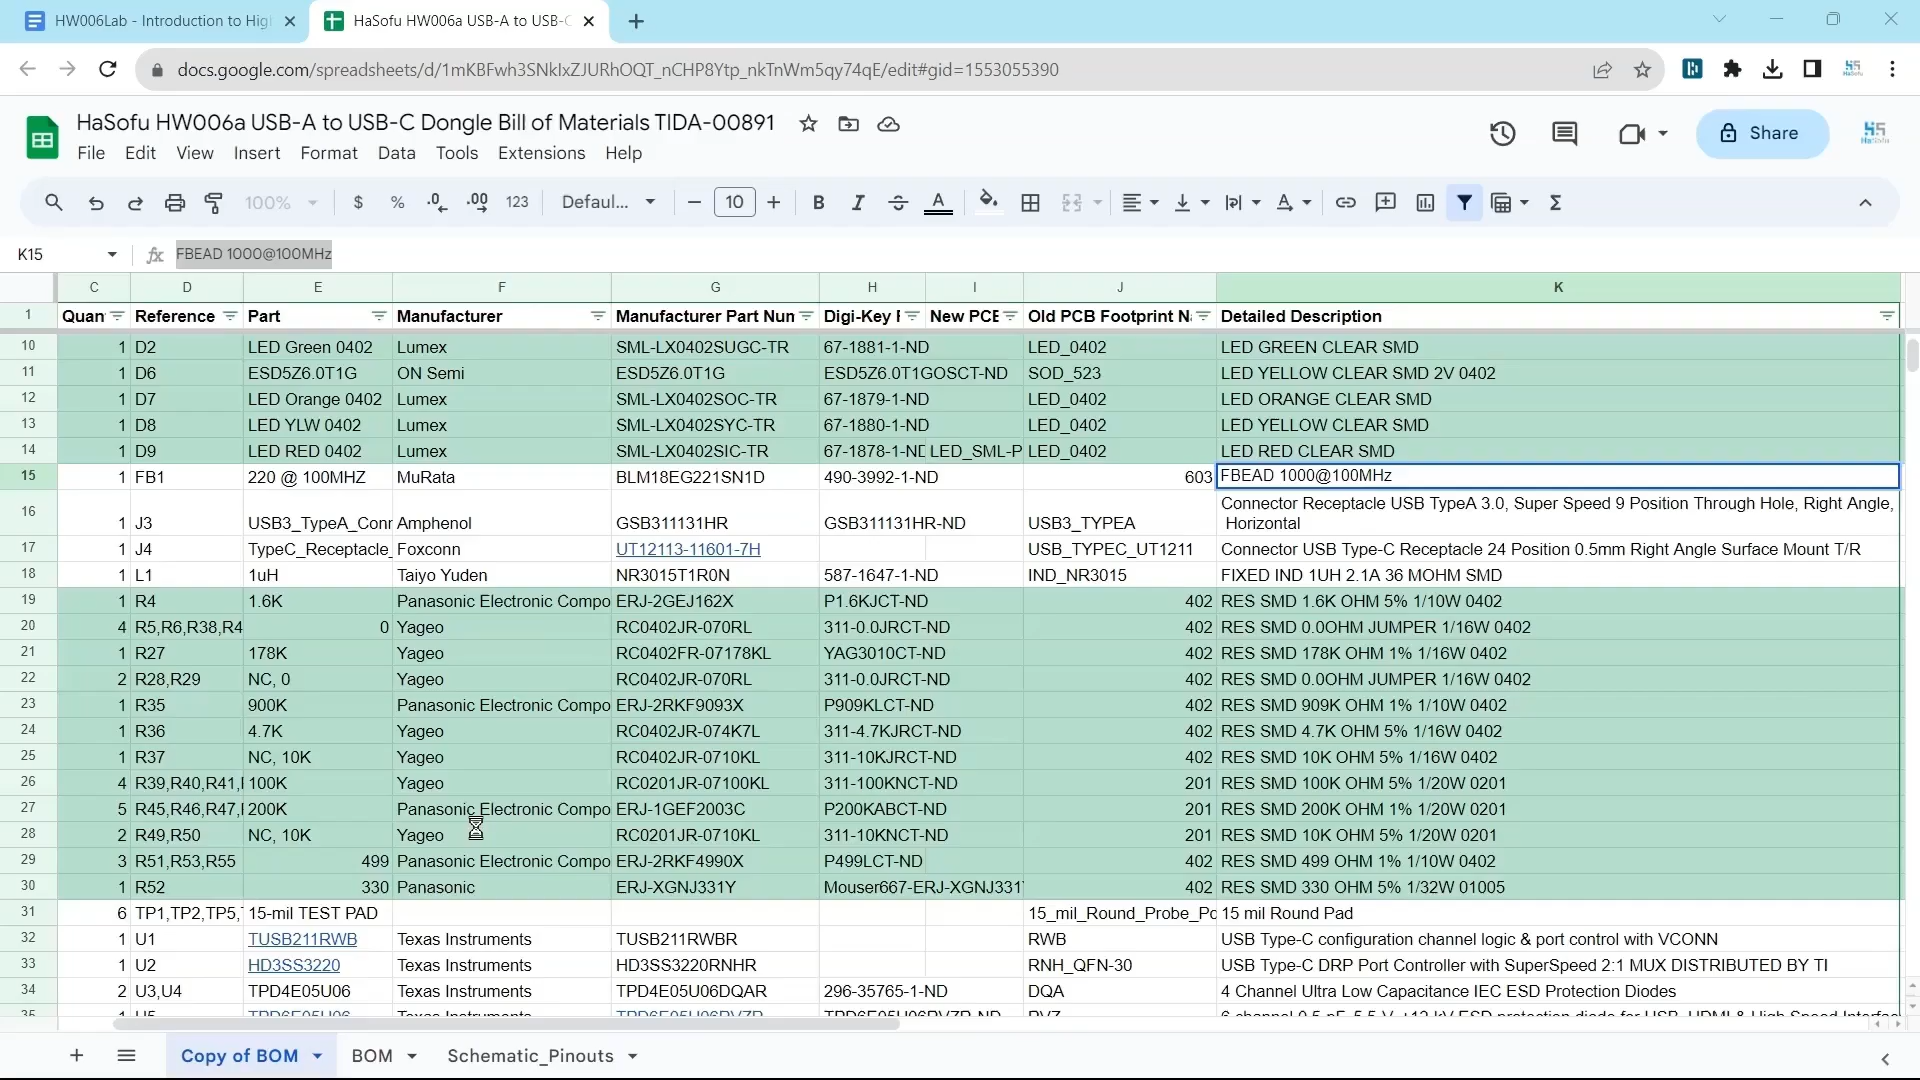 HW006Lab - Introduction to Hig
HaSofu HW006a USB-A to USB-C
docs.google.com/spreadsheets/d/1mKBFwh3SNkIxZJURhOQT_nCHP8Ytp_nkTnWm5qy74qE/edit#gid=1553055390
HaSofu HW006a USB-A to USB-C Dongle Bill of Materials TIDA-00891
File Edit View Insert Format Data Tools Extensions Help
Share
100% $ % .0 .00 123 Defaul... 10 B I A
K15 fx FBEAD 1000@100MHz
C D E F G H I J K
1 Quan Reference Part Manufacturer Manufacturer Part Nun Digi-Key New PCE Old PCB Footprint Na Detailed Description
10 1 D2 LED Green 0402 Lumex SML-LX0402SUGC-TR 67-1881-1-ND LED_0402 LED GREEN CLEAR SMD
11 1 D6 ESD5Z6.0T1G ON Semi ESD5Z6.0T1G ESD5Z6.0T1GOSCT-ND SOD_523 LED YELLOW CLEAR SMD 2V 0402
12 1 D7 LED Orange 0402 Lumex SML-LX0402SOC-TR 67-1879-1-ND LED_0402 LED ORANGE CLEAR SMD
13 1 D8 LED YLW 0402 Lumex SML-LX0402SYC-TR 67-1880-1-ND LED_0402 LED YELLOW CLEAR SMD
14 1 D9 LED RED 0402 Lumex SML-LX0402SIC-TR 67-1878-1-NE LED_SML-P LED_0402 LED RED CLEAR SMD
15 1 FB1 220 @ 100MHZ MuRata BLM18EG221SN1D 490-3992-1-ND 603 FBEAD 1000@100MHz
16 1 J3 USB3_TypeA_Conr Amphenol GSB311131HR GSB311131HR-ND USB3_TYPEA Connector Receptacle USB TypeA 3.0, Super Speed 9 Position Through Hole, Right Angle,
Horizontal
17 1 J4 TypeC_Receptacle_ Foxconn UT12113-11601-7H USB_TYPEC_UT1211 Connector USB Type-C Receptacle 24 Position 0.5mm Right Angle Surface Mount T/R
18 1 L1 1uH Taiyo Yuden NR3015T1R0N 587-1647-1-ND IND_NR3015 FIXED IND 1UH 2.1A 36 MOHM SMD
19 1 R4 1.6K Panasonic Electronic Compo ERJ-2GEJ162X P1.6KJCT-ND 402 RES SMD 1.6K OHM 5% 1/10W 0402
20 4 R5,R6,R38,R4 0 Yageo RC0402JR-070RL 311-0.0JRCT-ND 402 RES SMD 0.0OHM JUMPER 1/16W 0402
21 1 R27 178K Yageo RC0402FR-07178KL YAG3010CT-ND 402 RES SMD 178K OHM 1% 1/16W 0402
22 2 R28,R29 NC, 0 Yageo RC0402JR-070RL 311-0.0JRCT-ND 402 RES SMD 0.0OHM JUMPER 1/16W 0402
23 1 R35 900K Panasonic Electronic Compo ERJ-2RKF9093X P909KLCT-ND 402 RES SMD 909K OHM 1% 1/10W 0402
24 1 R36 4.7K Yageo RC0402JR-074K7L 311-4.7KJRCT-ND 402 RES SMD 4.7K OHM 5% 1/16W 0402
25 1 R37 NC, 10K Yageo RC0402JR-0710KL 311-10KJRCT-ND 402 RES SMD 10K OHM 5% 1/16W 0402
26 4 R39,R40,R41, 100K Yageo RC0201JR-07100KL 311-100KNCT-ND 201 RES SMD 100K OHM 5% 1/20W 0201
27 5 R45,R46,R47, 200K Panasonic Electronic Compo ERJ-1GEF2003C P200KABCT-ND 201 RES SMD 200K OHM 1% 1/20W 0201
28 2 R49,R50 NC, 10K Yageo RC0201JR-0710KL 311-10KNCT-ND 201 RES SMD 10K OHM 5% 1/20W 0201
29 3 R51,R53,R55 499 Panasonic Electronic Compo ERJ-2RKF4990X P499LCT-ND 402 RES SMD 499 OHM 1% 1/10W 0402
30 1 R52 330 Panasonic ERJ-XGNJ331Y Mouser667-ERJ-XGNJ331 402 RES SMD 330 OHM 5% 1/32W 01005
31 6 TP1,TP2,TP5, 15-mil TEST PAD 15_mil_Round_Probe_Po 15 mil Round Pad
32 1 U1 TUSB211RWB Texas Instruments TUSB211RWBR RWB USB Type-C configuration channel logic & port control with VCONN
33 1 U2 HD3SS3220 Texas Instruments HD3SS3220RNHR RNH_QFN-30 USB Type-C DRP Port Controller with SuperSpeed 2:1 MUX DISTRIBUTED BY TI
34 2 U3,U4 TPD4E05U06 Texas Instruments TPD4E05U06DQAR 296-35765-1-ND DQA 4 Channel Ultra Low Capacitance IEC ESD Protection Diodes
35 1 U5 TPD6E05U06 Texas Instruments TPD6E05U06RVZR TPD6E05U06RVZR-ND RVZ
Copy of BOM BOM Schematic_Pinouts